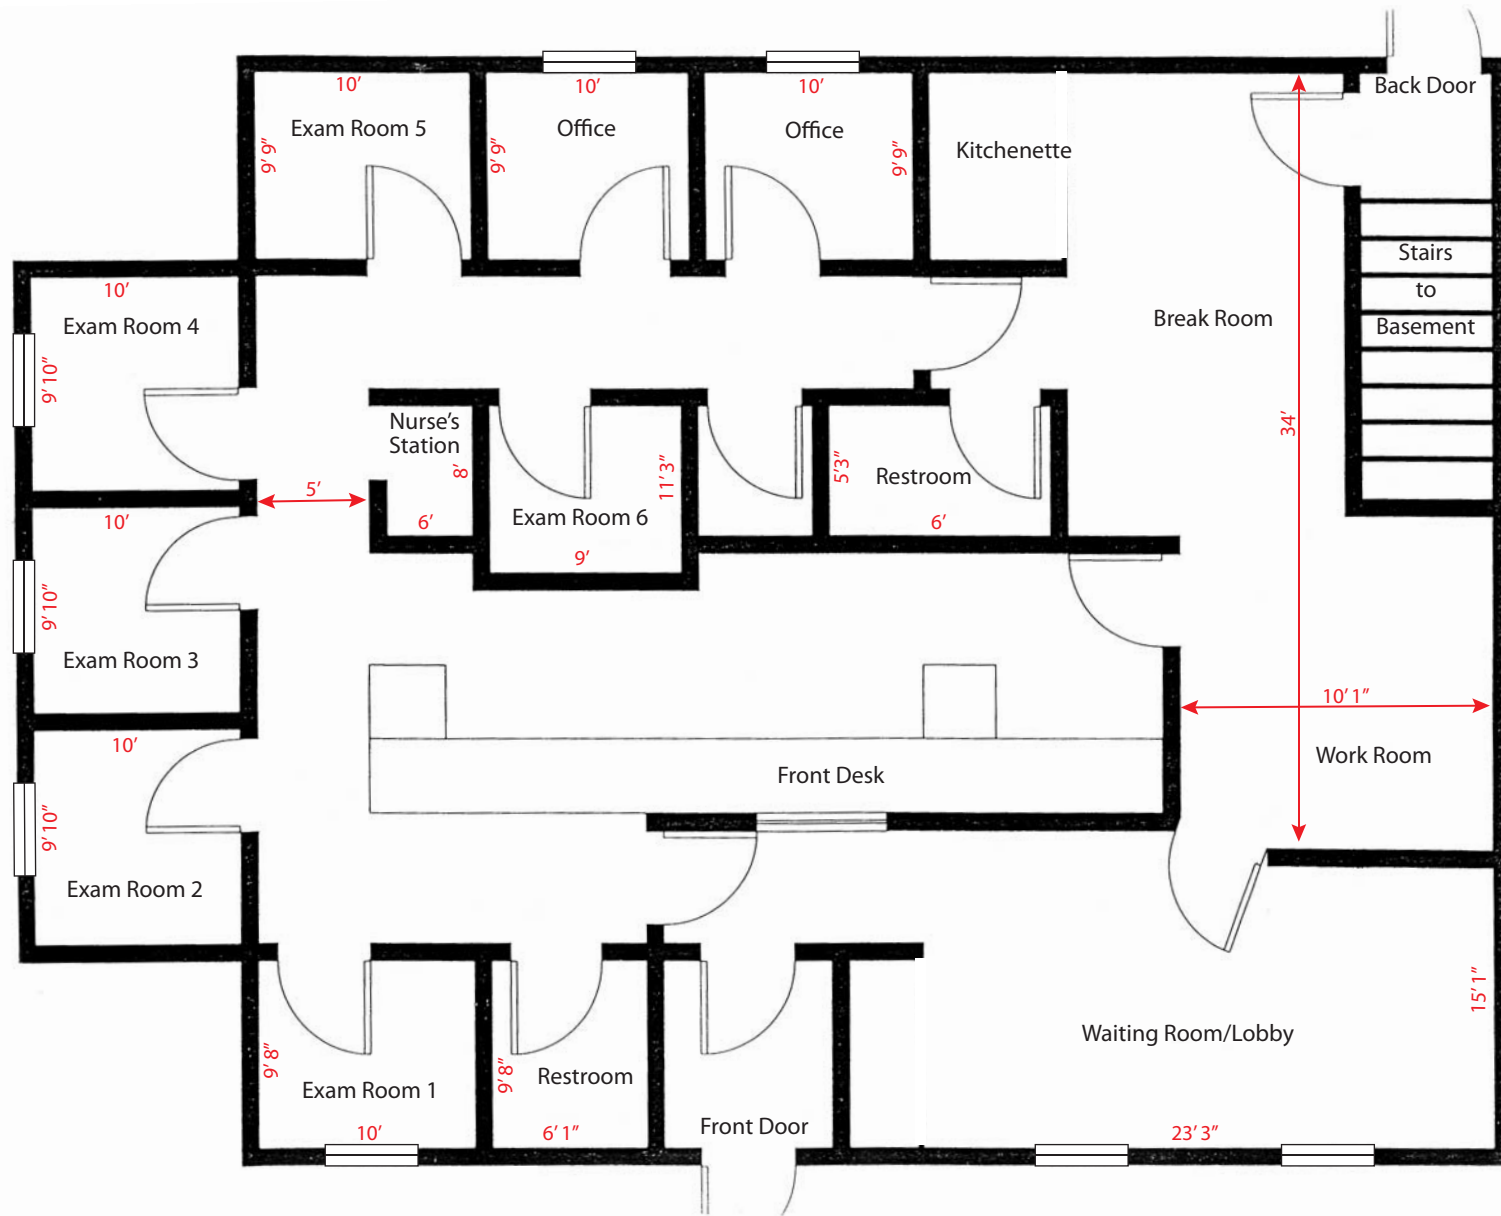 Back Door
10’
10’
10’
Exam Room 5
Office
Office
Kitchenette
9’ 9”
9’ 9”
9’ 9”
Stairs
to
Basement
10’
Exam Room 4
9’ 10”
Break Room
Nurse’s
Station
8’
6’
5’
11’ 3”
Exam Room 6
9’
5’3”
Restroom
6’
34’
10’
9’ 10”
Exam Room 3
10’ 1”
Work Room
10’
9’ 10”
Exam Room 2
Front Desk
9’ 8”
Exam Room 1
10’
9’ 8”
Restroom
6’ 1”
Front Door
Waiting Room/Lobby
15’ 1”
23’ 3”